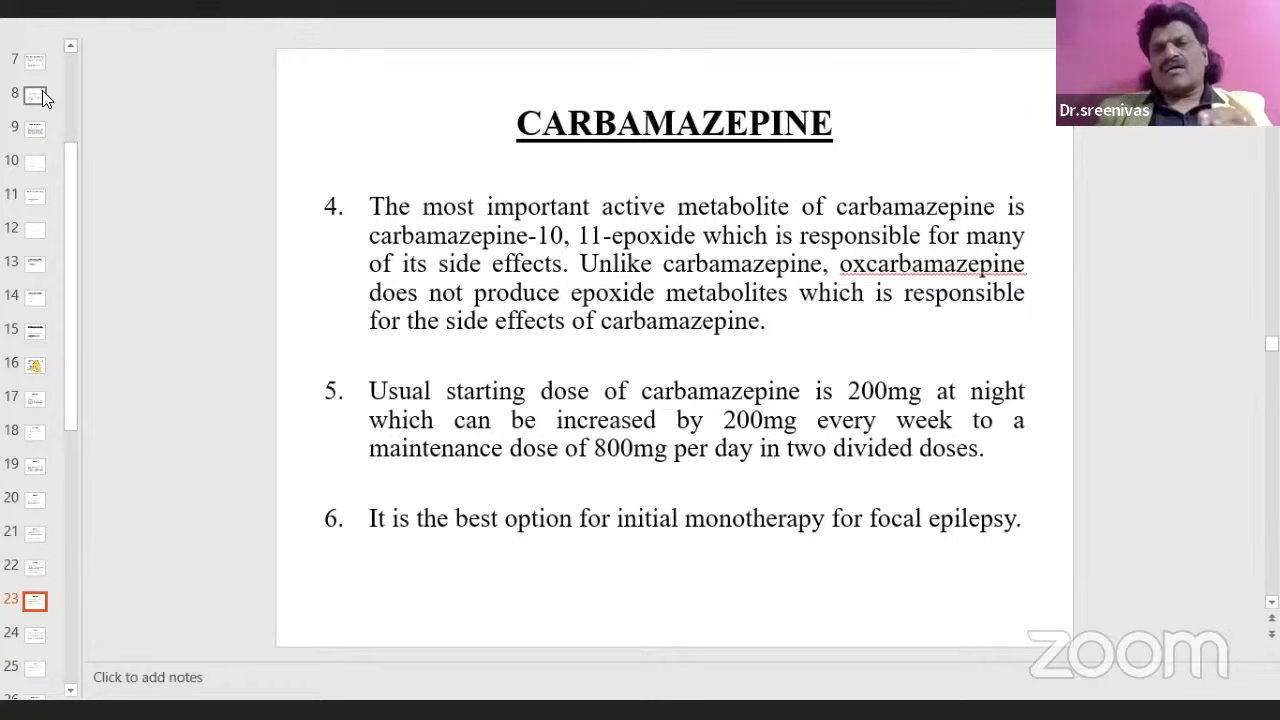 CARBAMAZEPINE
4. The most important active metabolite of carbamazepine is
carbamazepine-10, 11-epoxide which is responsible for many
of its side effects. Unlike carbamazepine, oxcarbamazepine
does not produce epoxide metabolites which is responsible
for the side effects of carbamazepine.
5. Usual starting dose of carbamazepine is 200mg at night
which can be increased by 200mg every week to a
maintenance dose of 800mg per day in two divided doses.
6. It is the best option for initial monotherapy for focal epilepsy.
Dr.sreenivas
7
8
9
10
11
12
13
14
15
16
17
18
19
20
21
22
23
24
25
Click to add notes
zoom